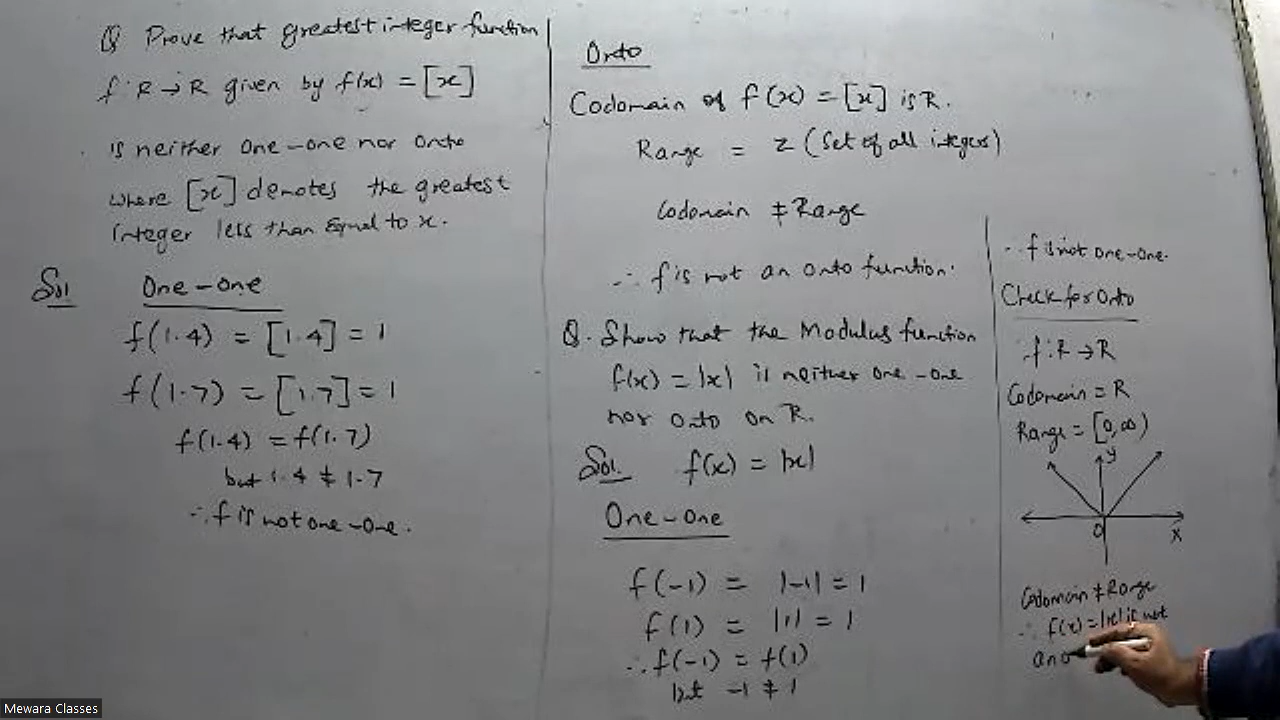 Q Prove that greatest integer function
f : R → R given by f(x) = [x]
is neither one-one nor onto
where [x] denotes the greatest
integer less than Equal to x.
Sol One-one
f(1.4) = [1.4] = 1
f(1.7) = [1.7] = 1
f(1.4) = f(1.7)
but 1.4 ≠ 1.7
∴ f is not one-one.
Onto
Codomain of f(x) = [x] is R.
Range = Z (Set of all integers)
Codomain ≠ Range
∴ f is not an onto function.
Q. Show that the Modulus function
f(x) = |x| is neither one-one
nor onto on R.
Sol. f(x) = |x|
One-one
f(-1) = |-1| = 1
f(1) = |1| = 1
∴ f(-1) = f(1)
but -1 ≠ 1
∴ f is not one-one.
Check for Onto
f : R → R
Codomain = R
Range = [0, ∞)
y
0
x
Codomain ≠ Range
∴ f(x) = |x| is not
an o
Mewara Classes